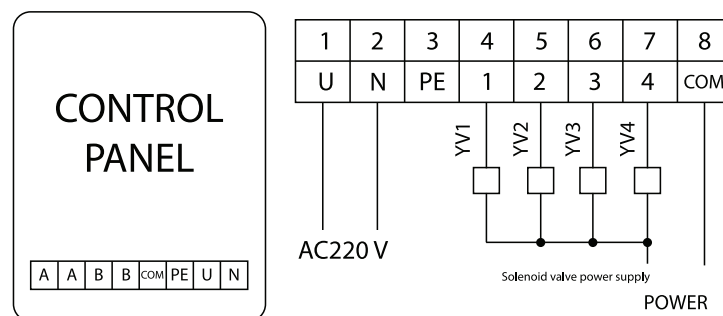 CONTROL
PANEL
A A B B COM PE U N
1 2 3 4 5 6 7 8
U N PE 1 2 3 4 COM
YV1 YV2 YV3 YV4
AC220 V
Solenoid valve power supply
POWER